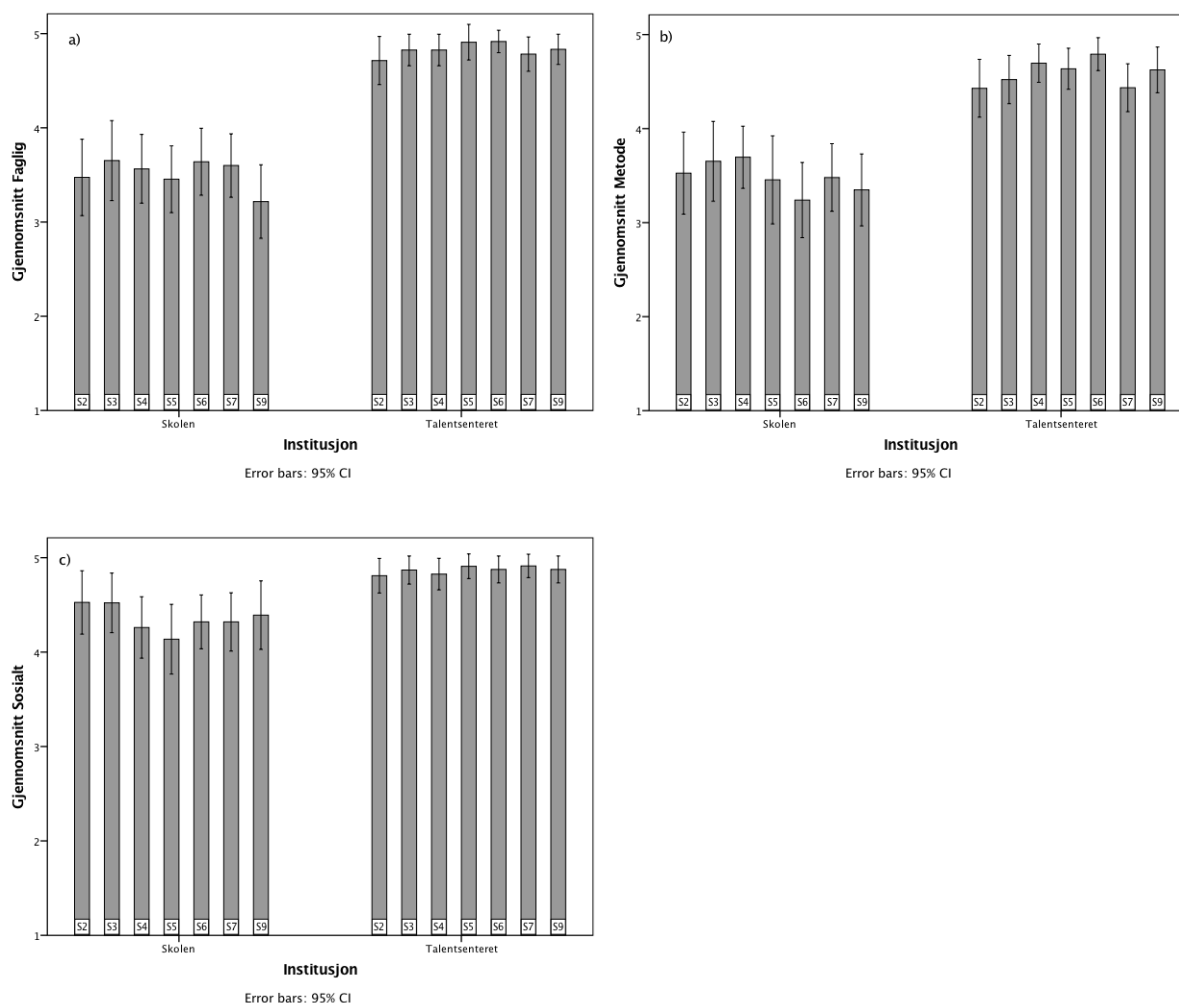 a)
Gjennomsnitt Faglig
5
4
3
2
1
S2 S3 S4 S5 S6 S7 S9 S2 S3 S4 S5 S6 S7 S9
Skolen Talentsenteret
Institusjon
Error bars: 95% CI
b)
Gjennomsnitt Metode
5
4
3
2
1
S2 S3 S4 S5 S6 S7 S9 S2 S3 S4 S5 S6 S7 S9
Skolen Talentsenteret
Institusjon
Error bars: 95% CI
c)
Gjennomsnitt Sosialt
5
4
3
2
1
S2 S3 S4 S5 S6 S7 S9 S2 S3 S4 S5 S6 S7 S9
Skolen Talentsenteret
Institusjon
Error bars: 95% CI